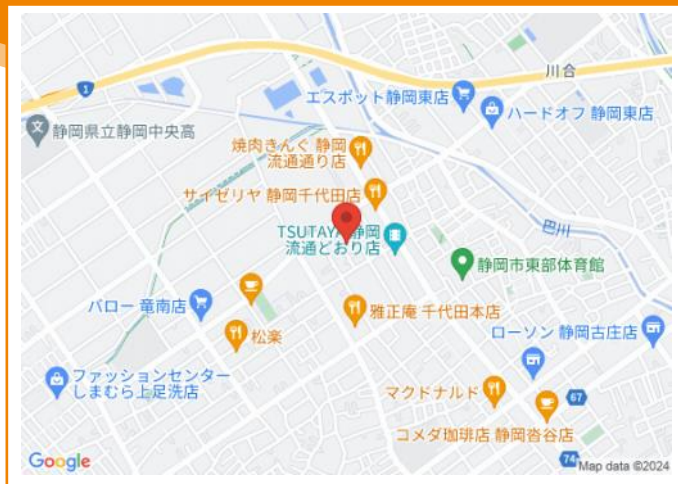 川合
1
エスポット静岡東店
ハードオフ 静岡東店
静岡県立静岡中央高
焼肉きんぐ 静岡
流通通り店
サイゼリヤ 静岡千代田店
TSUTAYA 静岡
流通どおり店
巴川
静岡市東部体育館
バロー 竜南店
雅正庵 千代田本店
松楽
ローソン 静岡古庄店
ファッションセンター
しまむら上足洗店
マクドナルド
67
コメダ珈琲店 静岡沓谷店
74
Google
Map data ©2024